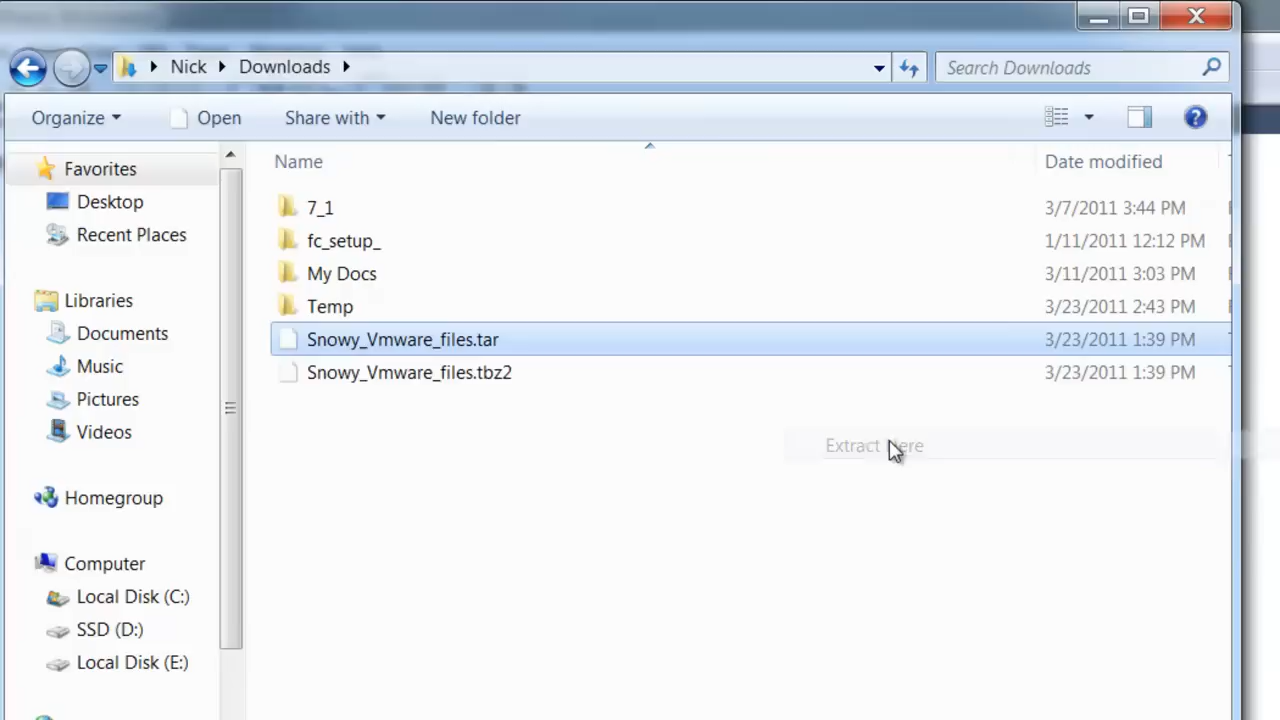 Nick Downloads
Search Downloads
Organize Open Share with New folder
Name Date modified
Favorites
Desktop
Recent Places
Libraries
Documents
Music
Pictures
Videos
Homegroup
Computer
Local Disk (C:)
SSD (D:)
Local Disk (E:)
7_1 3/7/2011 3:44 PM
fc_setup_ 1/11/2011 12:12 PM
My Docs 3/11/2011 3:03 PM
Temp 3/23/2011 2:43 PM
Snowy_Vmware_files.tar 3/23/2011 1:39 PM
Snowy_Vmware_files.tbz2 3/23/2011 1:39 PM
Extract Here